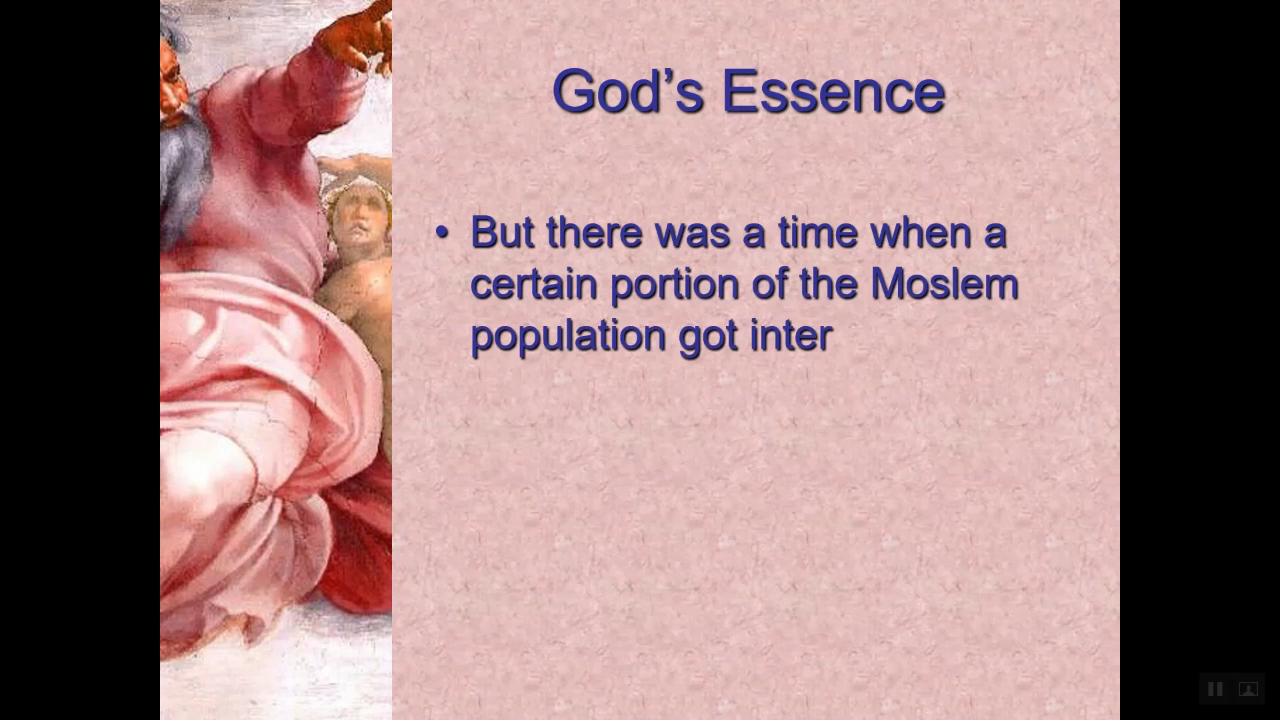 God’s Essence
• But there was a time when a
certain portion of the Moslem
population got inter